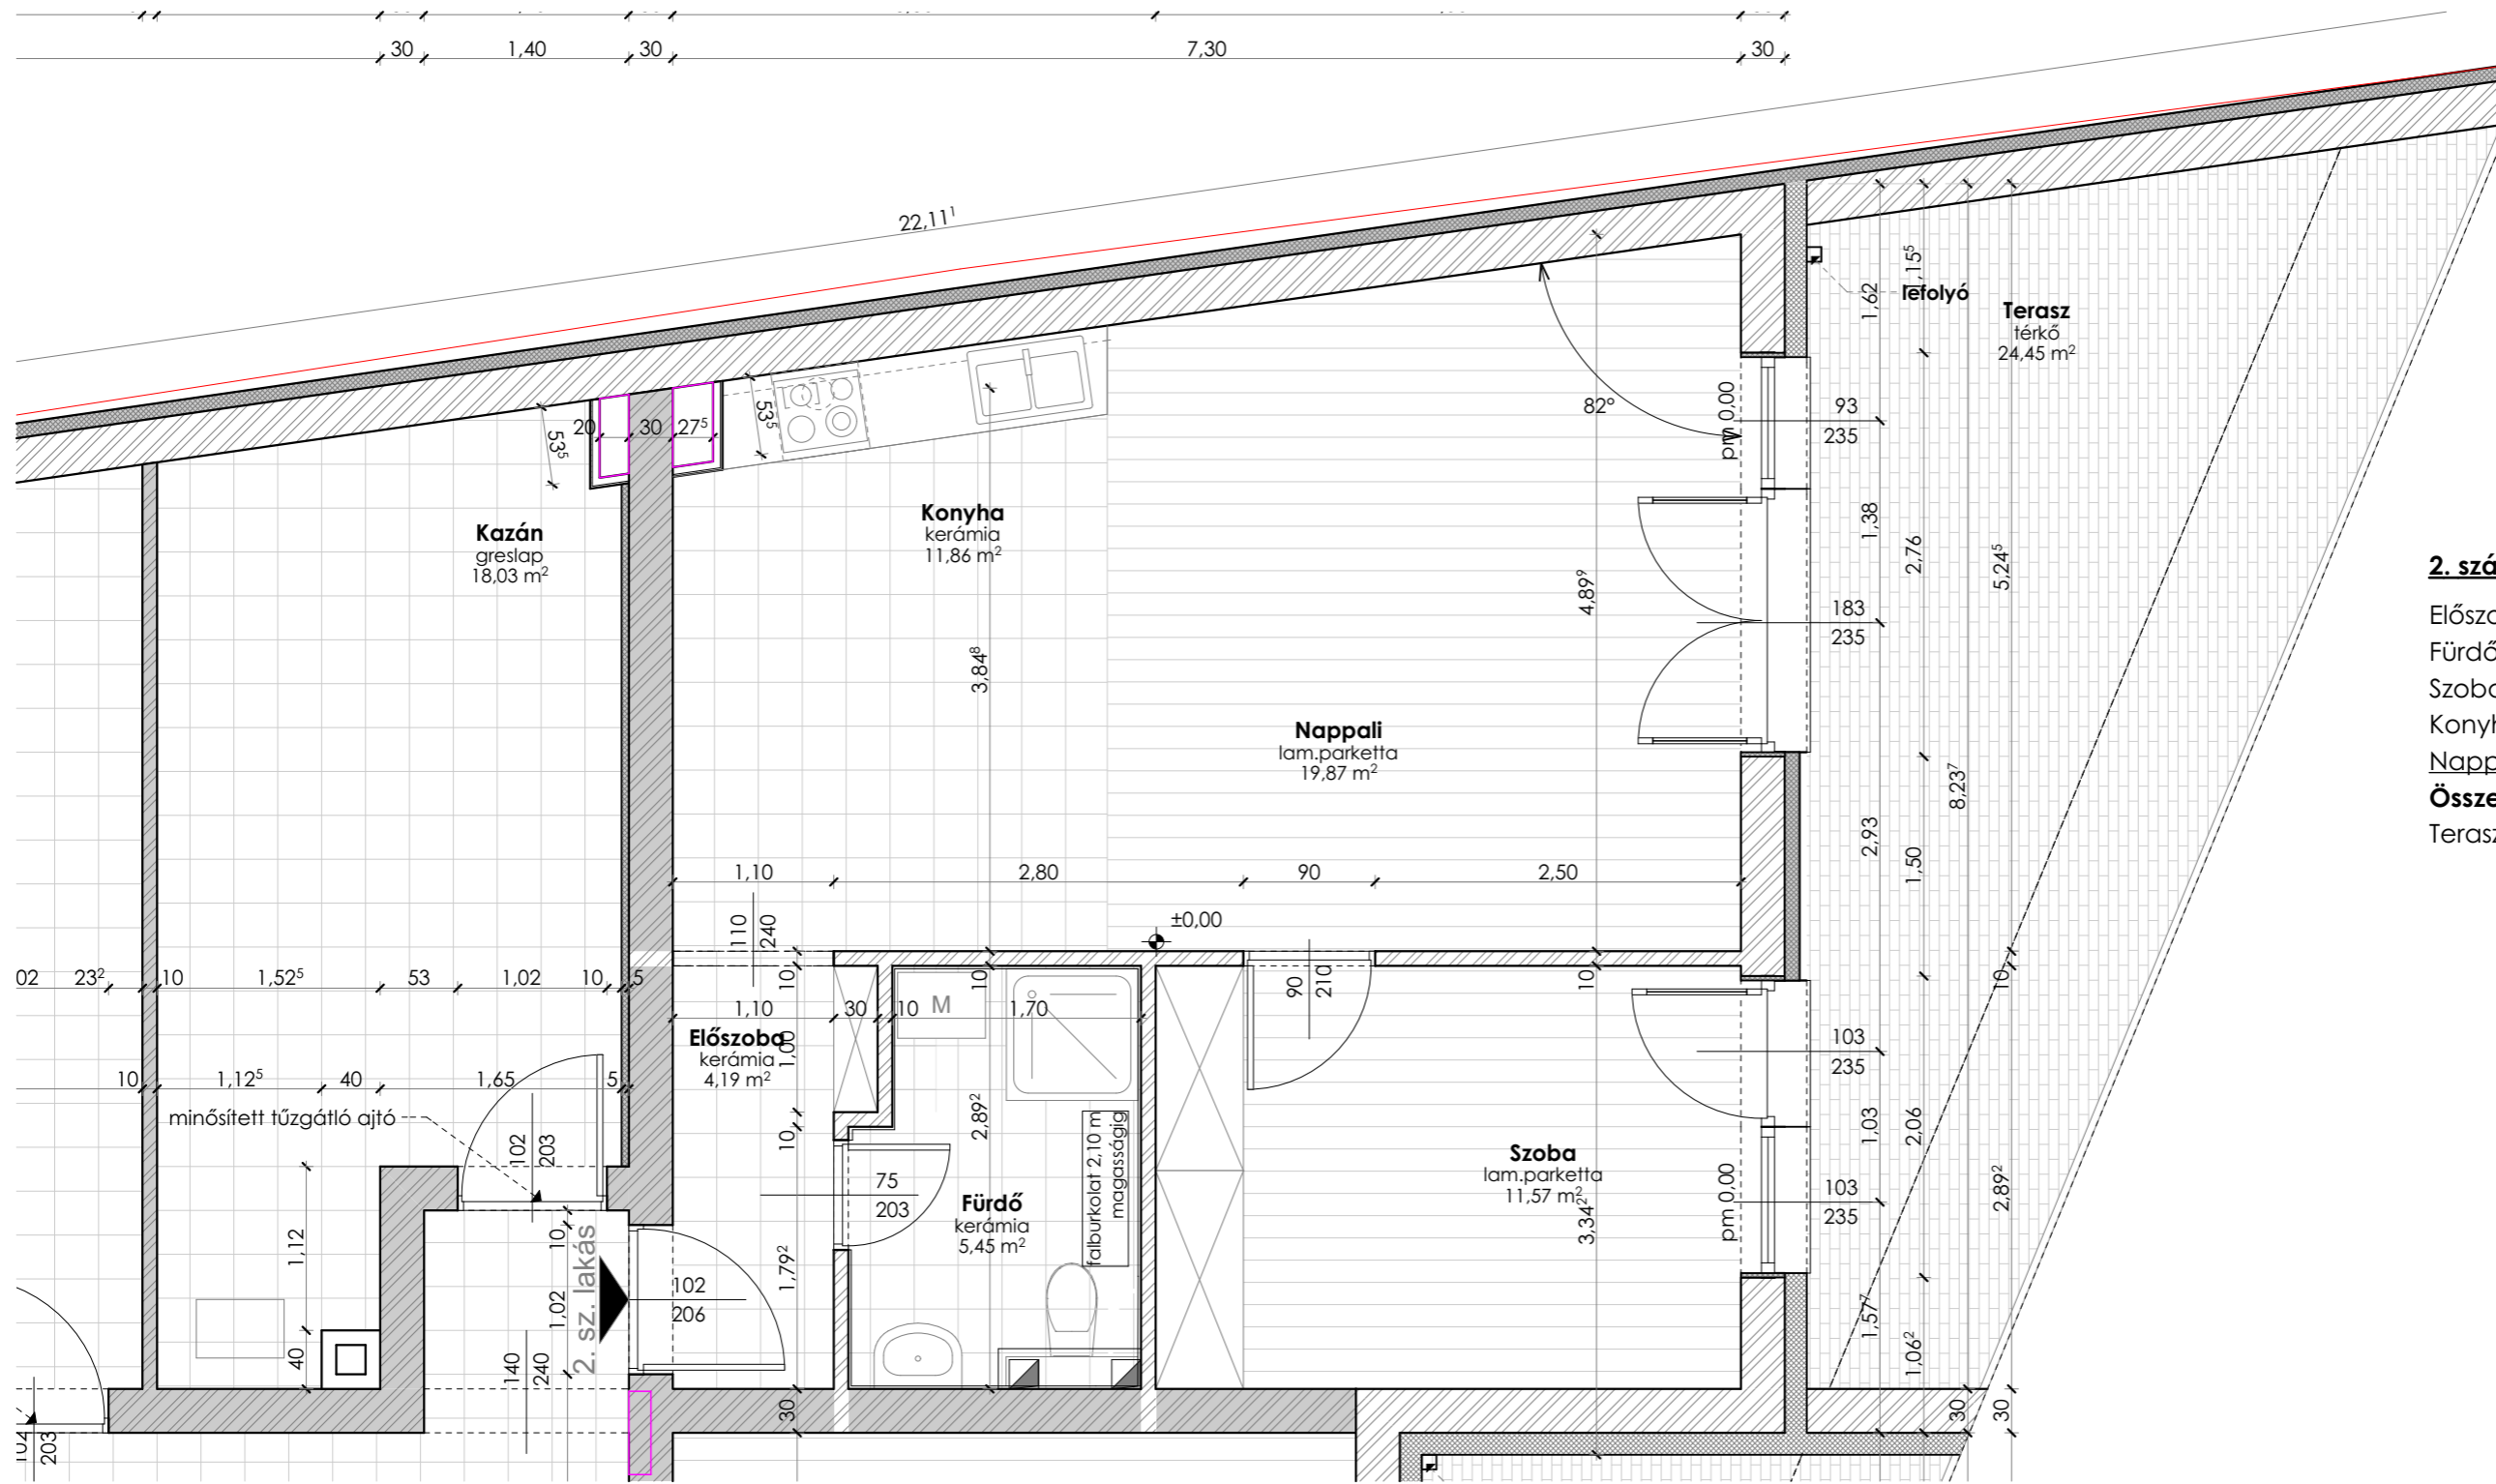 30 1,40 30 7,30 30
22,11¹
lefolyó
Terasz
térkő
24,45 m²
1,62
82°
pm 0,00
93
235
53⁵
20 30 27⁵
53⁵
Kazán
greslap
18,03 m²
Konyha
kerámia
11,86 m²
1,38
2,76
5,24⁵
4,89⁹
183
235
3,84⁸
Nappali
lam.parketta
19,87 m²
8,23⁷
2,93
1,50
2. szá
Előszo
Fürdő
Szoba
Konyh
Napp
Össze
Terasz
1,10 2,80 90 2,50
110
240
±0,00
02 23² 10 1,52⁵ 53 1,02 10 5
10
10
90
210
10
10
1,10 30 10 M 1,70
Előszoba
kerámia
4,19 m²
1,00
103
235
10 1,12⁵ 40 1,65 5
minősített tűzgátló ajtó
102
203
10
2,89²
falburkolat 2,10 m
magasságig
1,03
2,06
2,89²
Szoba
lam.parketta
11,57 m²
3,34²
pm 0,00
103
235
75
203
Fürdő
kerámia
5,45 m²
1,12
10
1,02
2. sz. lakás
102
206
1,79²
1,57⁷
1,06²
40
140
240
30
30
30
102
203